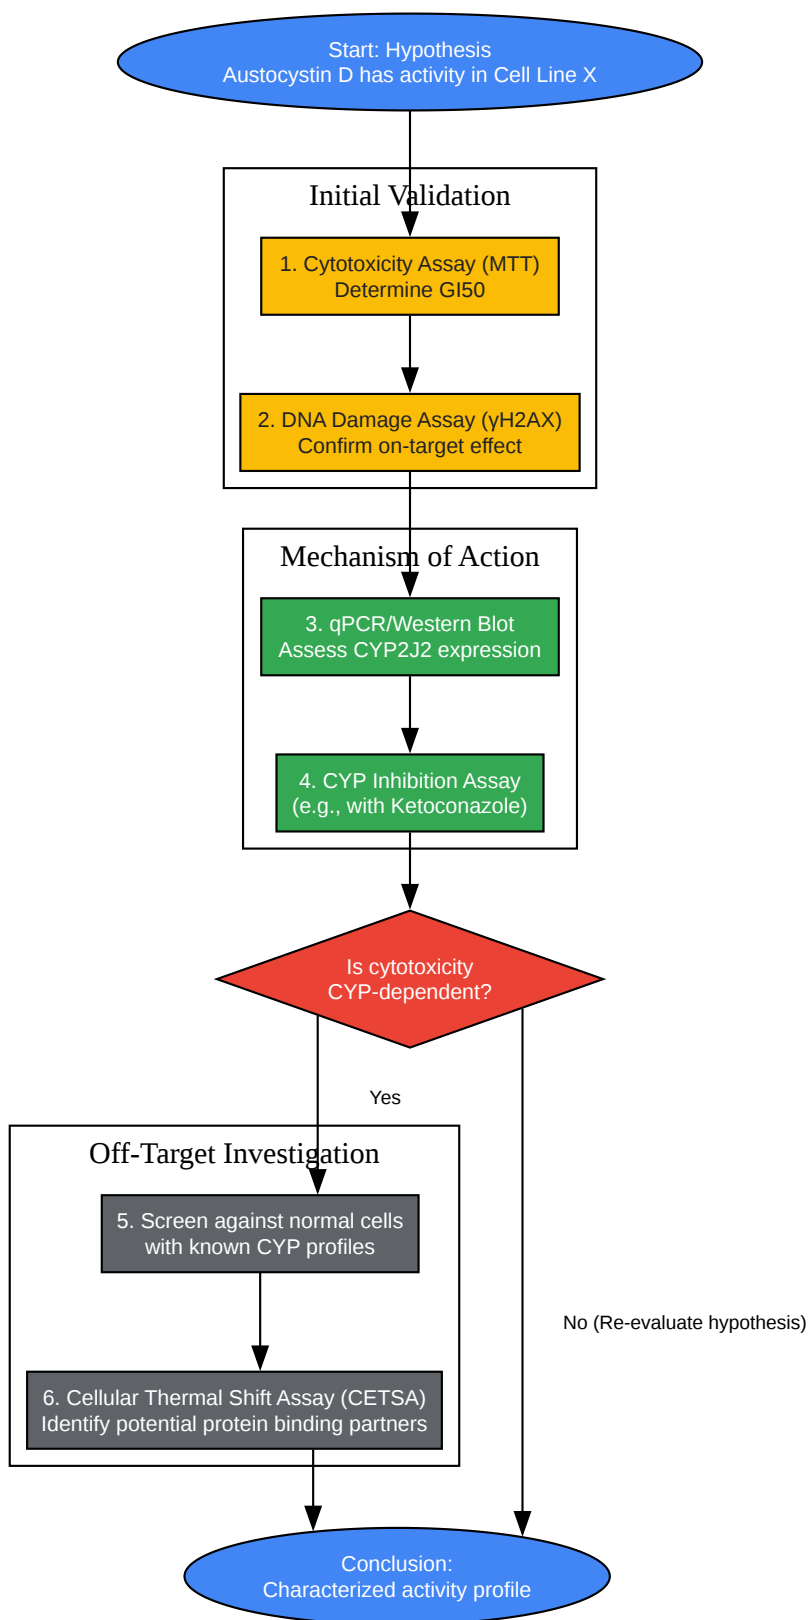 Start: Hypothesis
Austocystin D has activity in Cell Line X
Initial Validation
1. Cytotoxicity Assay (MTT)
Determine GI50
2. DNA Damage Assay (γH2AX)
Confirm on-target effect
Mechanism of Action
3. qPCR/Western Blot
Assess CYP2J2 expression
4. CYP Inhibition Assay
(e.g., with Ketoconazole)
Is cytotoxicity
CYP-dependent?
Yes
Off-Target Investigation
5. Screen against normal cells
with known CYP profiles
No (Re-evaluate hypothesis)
6. Cellular Thermal Shift Assay (CETSA)
Identify potential protein binding partners
Conclusion:
Characterized activity profile